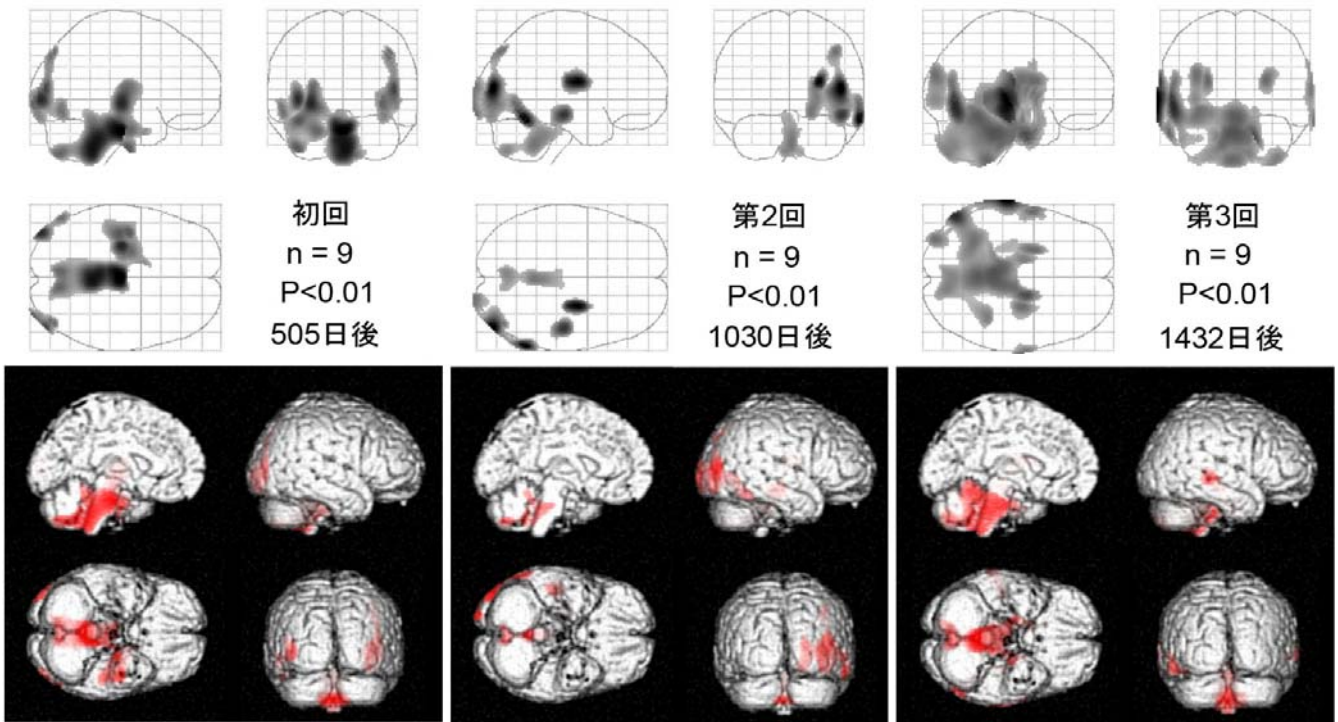 初回
n = 9
P<0.01
505日後
第2回
n = 9
P<0.01
1030日後
第3回
n = 9
P<0.01
1432日後